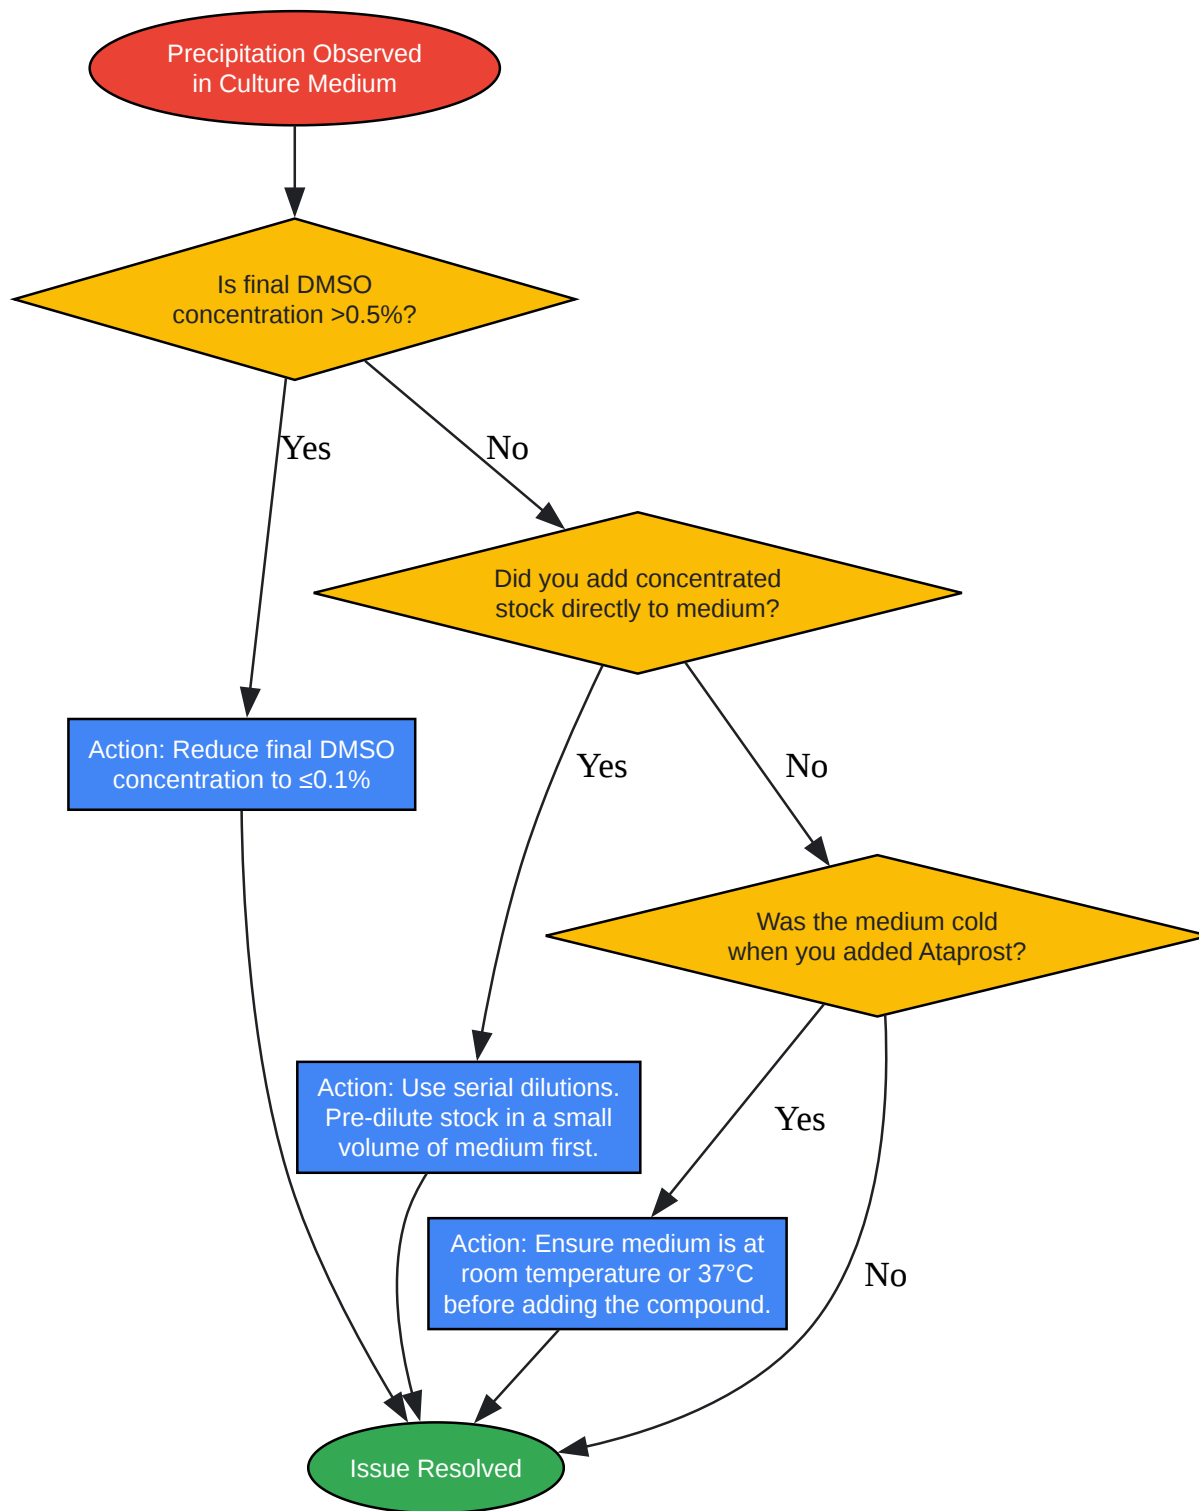 Precipitation Observed
in Culture Medium
Is final DMSO
concentration >0.5%?
Yes
No
Did you add concentrated
stock directly to medium?
Action: Reduce final DMSO
concentration to ≤0.1%
Yes
No
Was the medium cold
when you added Ataprost?
Action: Use serial dilutions.
Pre-dilute stock in a small
volume of medium first.
Yes
Action: Ensure medium is at
room temperature or 37°C
before adding the compound.
No
Issue Resolved